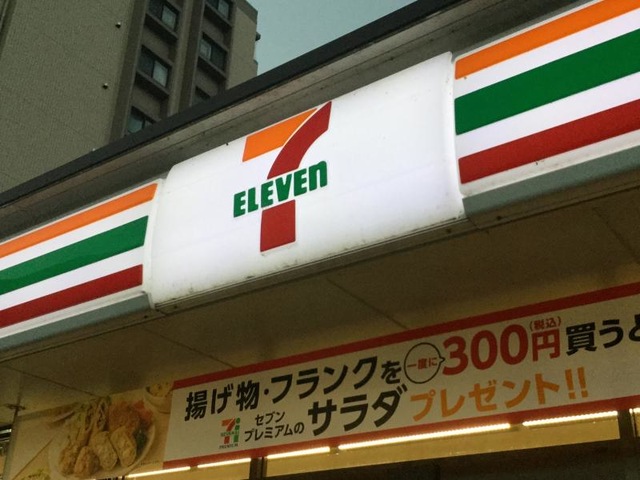 7
ELEVEn
揚げ物・フランクを一度に300円(税込)買うと
セブン
プレミアムの
サラダプレゼント!!